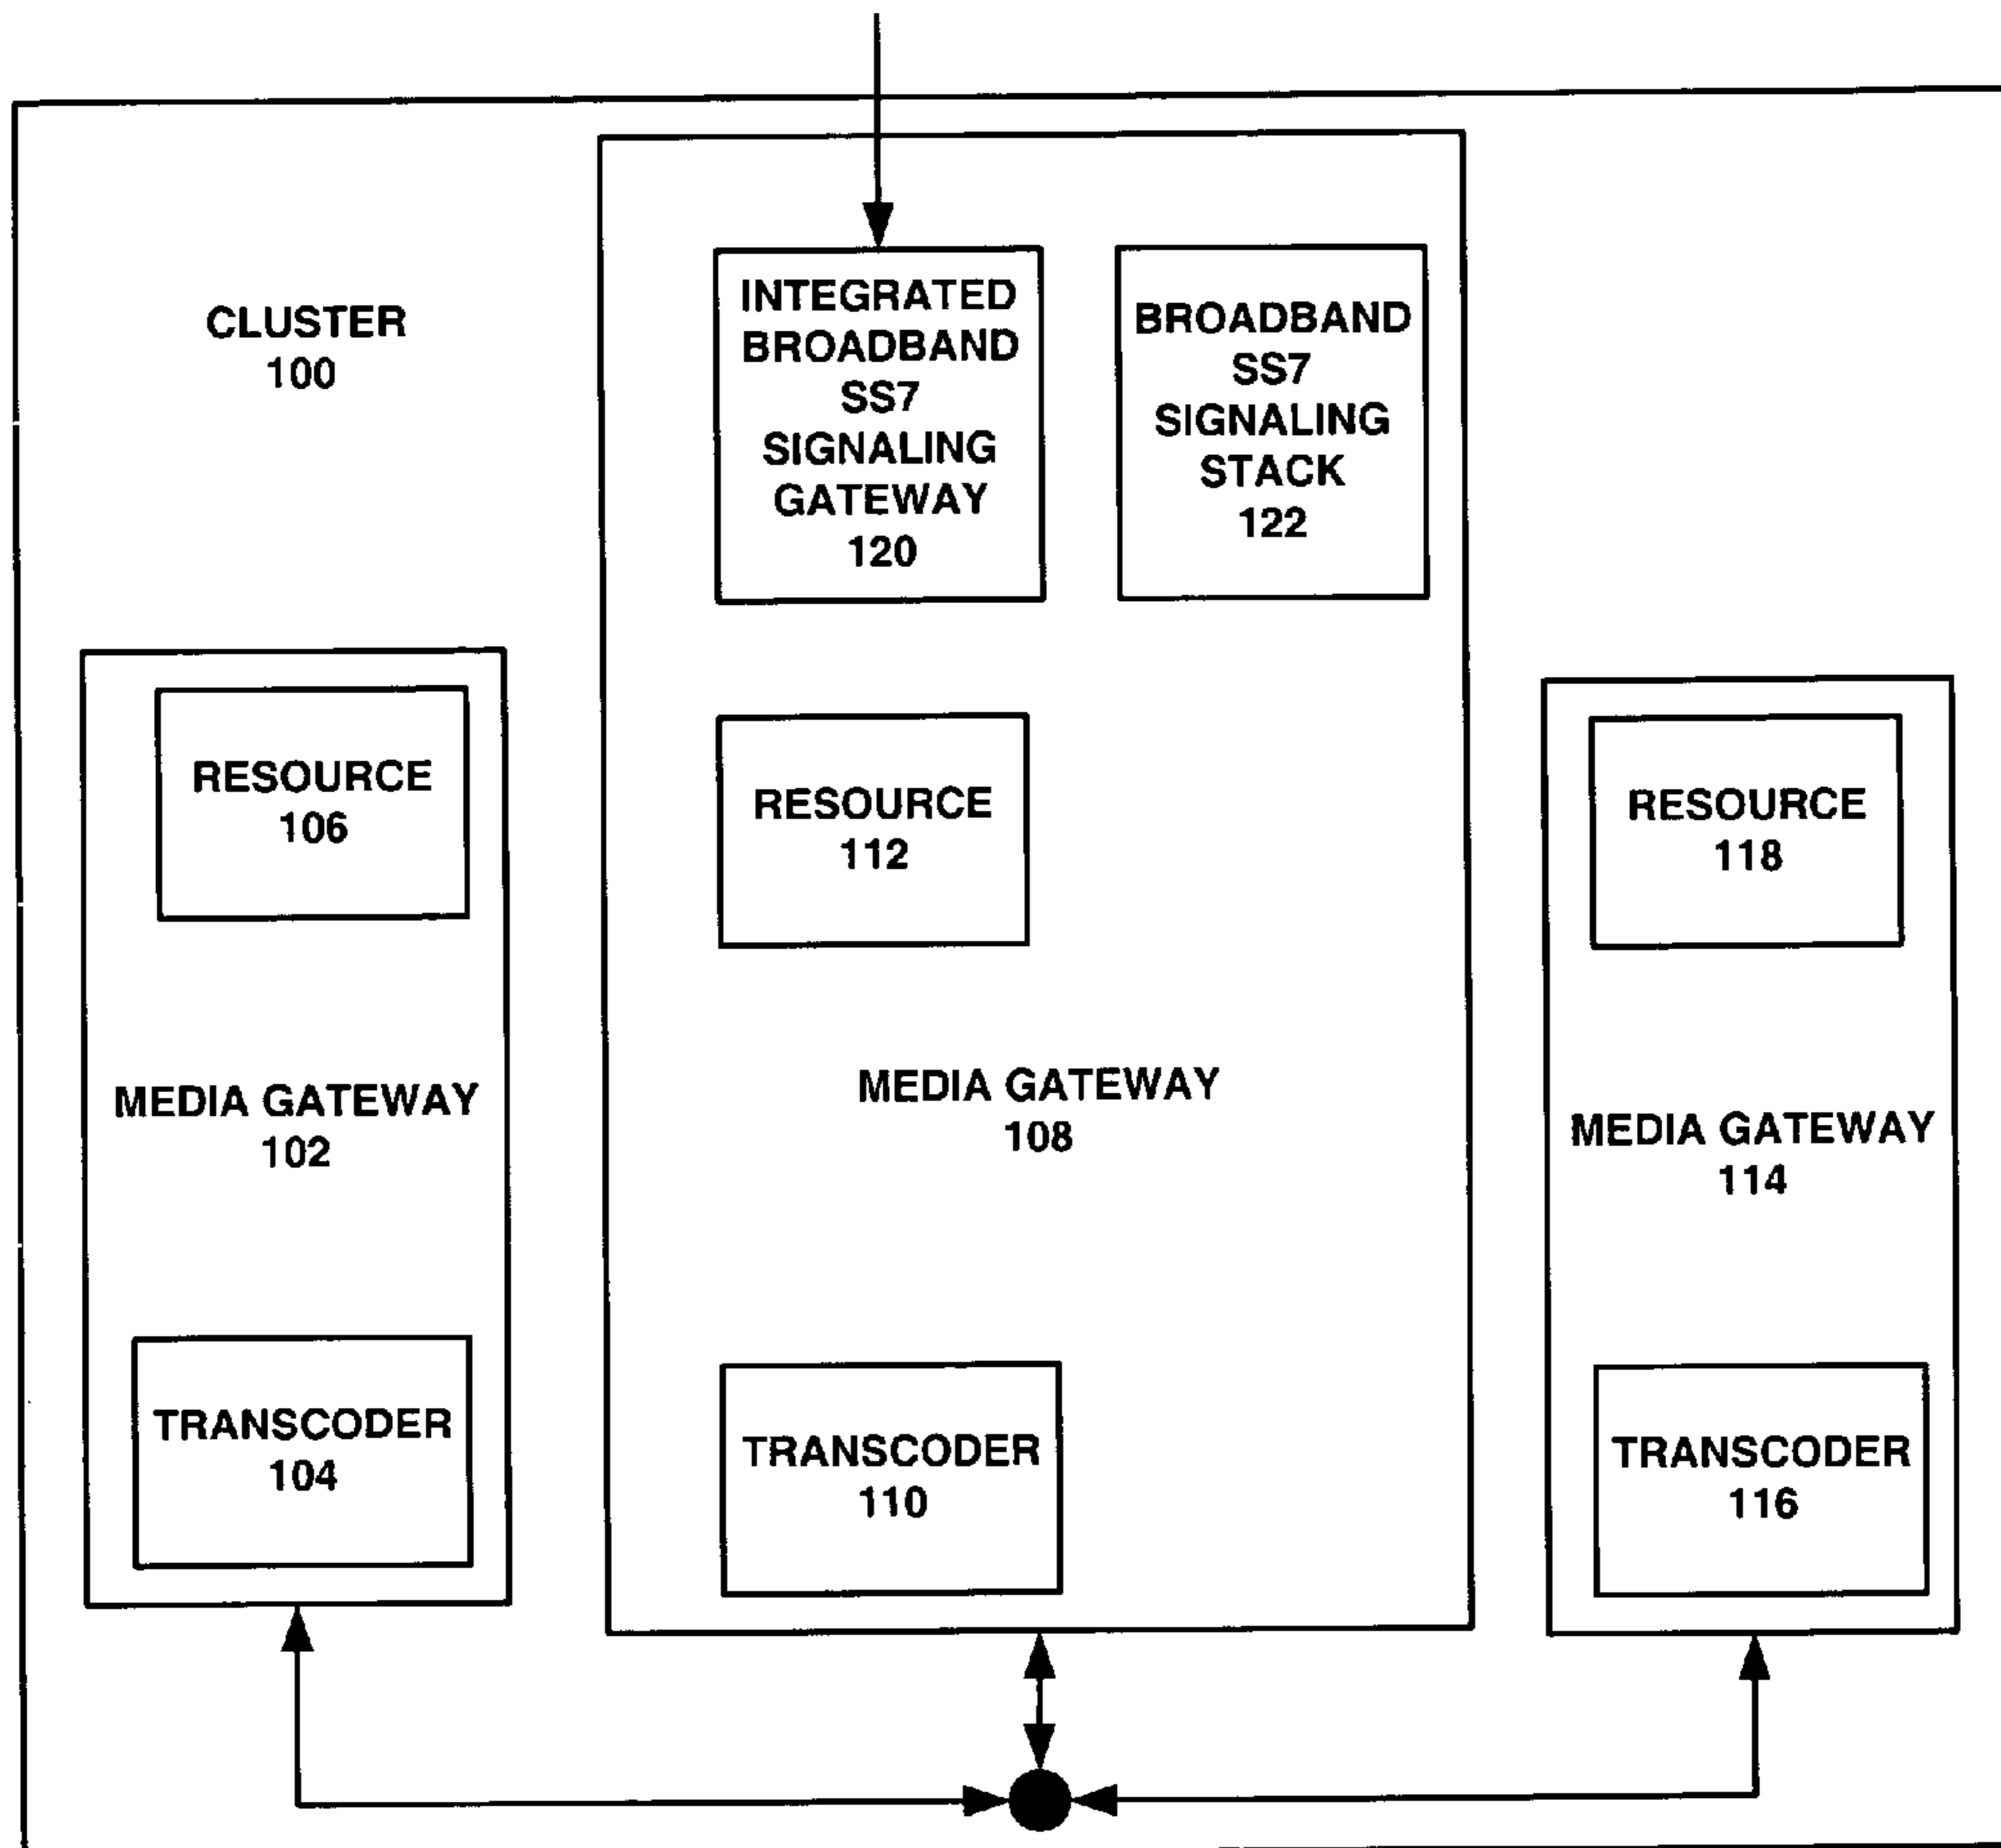 CLUSTER
100
INTEGRATED
BROADBAND
SS7
SIGNALING
GATEWAY
120
BROADBAND
SS7
SIGNALING
STACK
122
RESOURCE
106
RESOURCE
112
RESOURCE
118
MEDIA GATEWAY
102
MEDIA GATEWAY
108
MEDIA GATEWAY
114
TRANSCODER
104
TRANSCODER
110
TRANSCODER
116